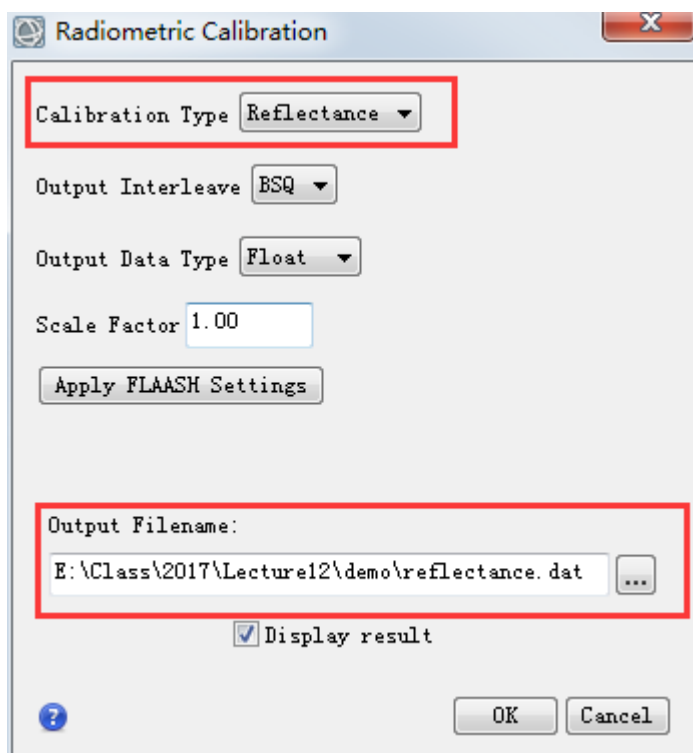 Radiometric Calibration
Calibration Type Reflectance
Output Interleave BSQ
Output Data Type Float
Scale Factor 1.00
Apply FLAASH Settings
Output Filename:
E:\Class\2017\Lecture12\demo\reflectance.dat ...
Display result
? OK Cancel